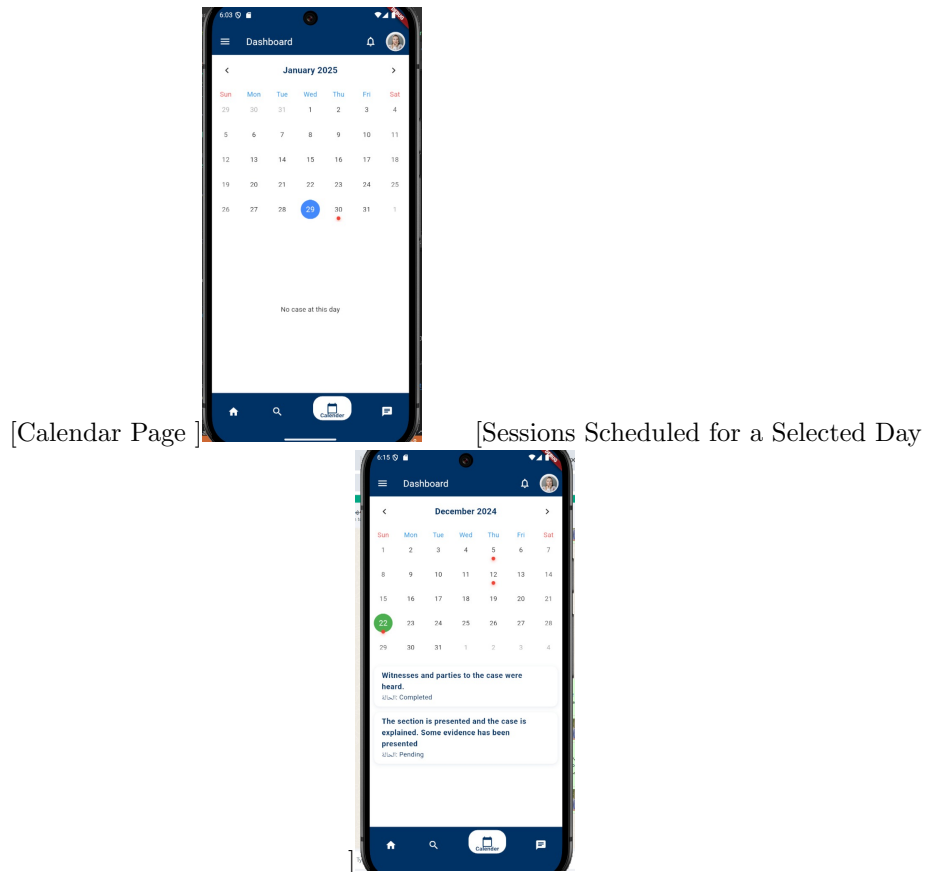 6:03
Dashboard
January 2025
Sun Mon Tue Wed Thu Fri Sat
29 30 31 1 2 3 4
5 6 7 8 9 10 11
12 13 14 15 16 17 18
19 20 21 22 23 24 25
26 27 28 29 30 31 1
No case at this day
Calender
[Calendar Page ]
[Sessions Scheduled for a Selected Day
6:15
Dashboard
December 2024
Sun Mon Tue Wed Thu Fri Sat
1 2 3 4 5 6 7
8 9 10 11 12 13 14
15 16 17 18 19 20 21
22 23 24 25 26 27 28
29 30 31 1 2 3 4
Witnesses and parties to the case were
heard.
الحالة: Completed
The section is presented and the case is
explained. Some evidence has been
presented
الحالة: Pending
Calender
]